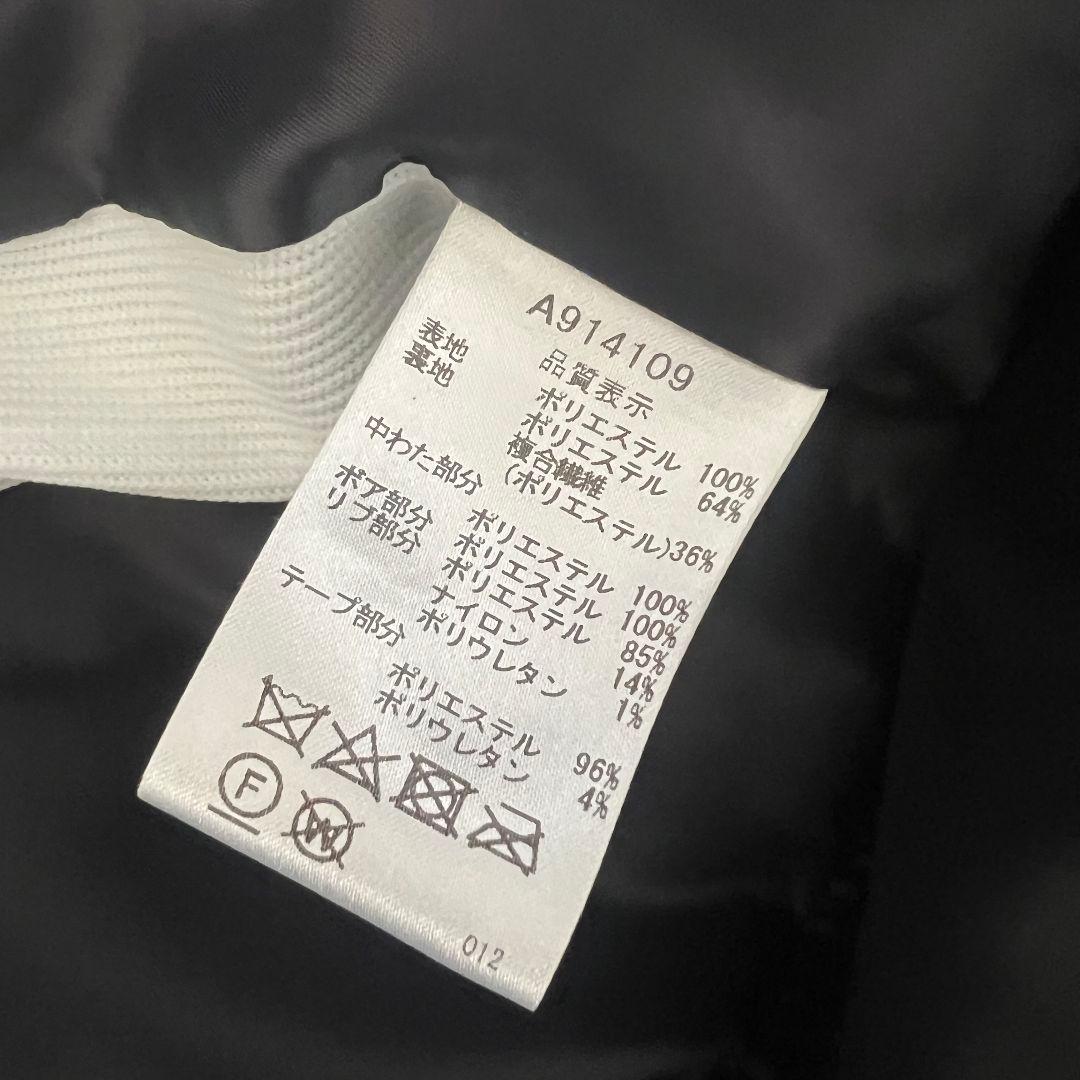 A914109
品質表示
表地 ポリエステル 100%
裏地 ポリエステル 64%
複合繊維
(ポリエステル)36%
中わた部分
ポリエステル 100%
ボア部分 ポリエステル 100%
リブ部分 ポリエステル 85%
ナイロン 14%
ポリウレタン 1%
テープ部分
ポリエステル 96%
ポリウレタン 4%
F
W
012